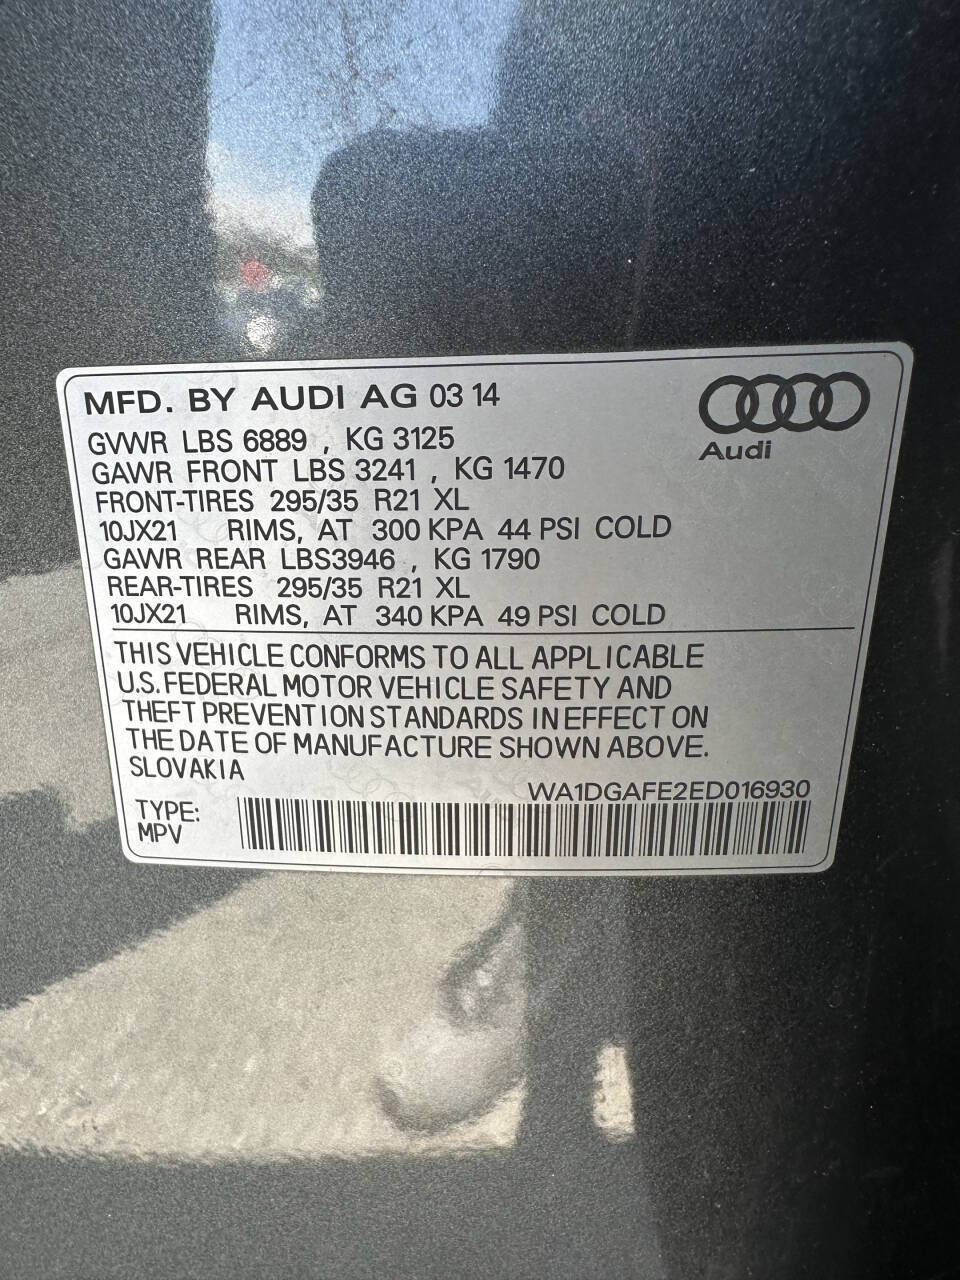 MFD. BY AUDI AG 03 14
Audi
GVWR LBS 6889 , KG 3125
GAWR FRONT LBS 3241 , KG 1470
FRONT-TIRES 295/35 R21 XL
10JX21 RIMS, AT 300 KPA 44 PSI COLD
GAWR REAR LBS3946 , KG 1790
REAR-TIRES 295/35 R21 XL
10JX21 RIMS, AT 340 KPA 49 PSI COLD
THIS VEHICLE CONFORMS TO ALL APPLICABLE
U.S. FEDERAL MOTOR VEHICLE SAFETY AND
THEFT PREVENTION STANDARDS IN EFFECT ON
THE DATE OF MANUFACTURE SHOWN ABOVE.
SLOVAKIA
WA1DGAFE2ED016930
TYPE:
MPV